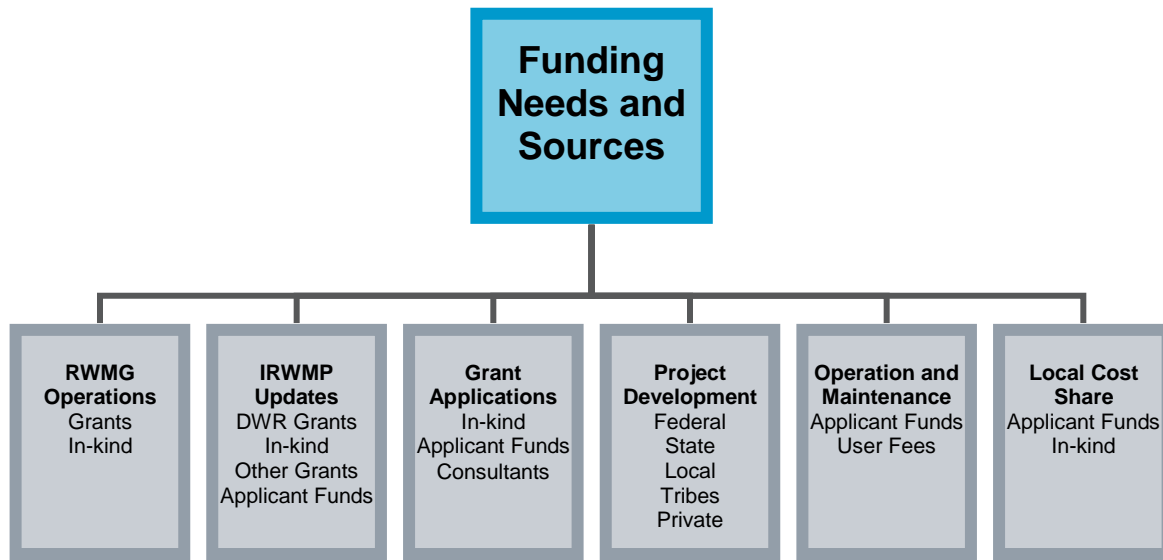 Funding
Needs and
Sources
RWMG
Operations
Grants
In-kind
IRWMP
Updates
DWR Grants
In-kind
Other Grants
Applicant Funds
Grant
Applications
In-kind
Applicant Funds
Consultants
Project
Development
Federal
State
Local
Tribes
Private
Operation and
Maintenance
Applicant Funds
User Fees
Local Cost
Share
Applicant Funds
In-kind